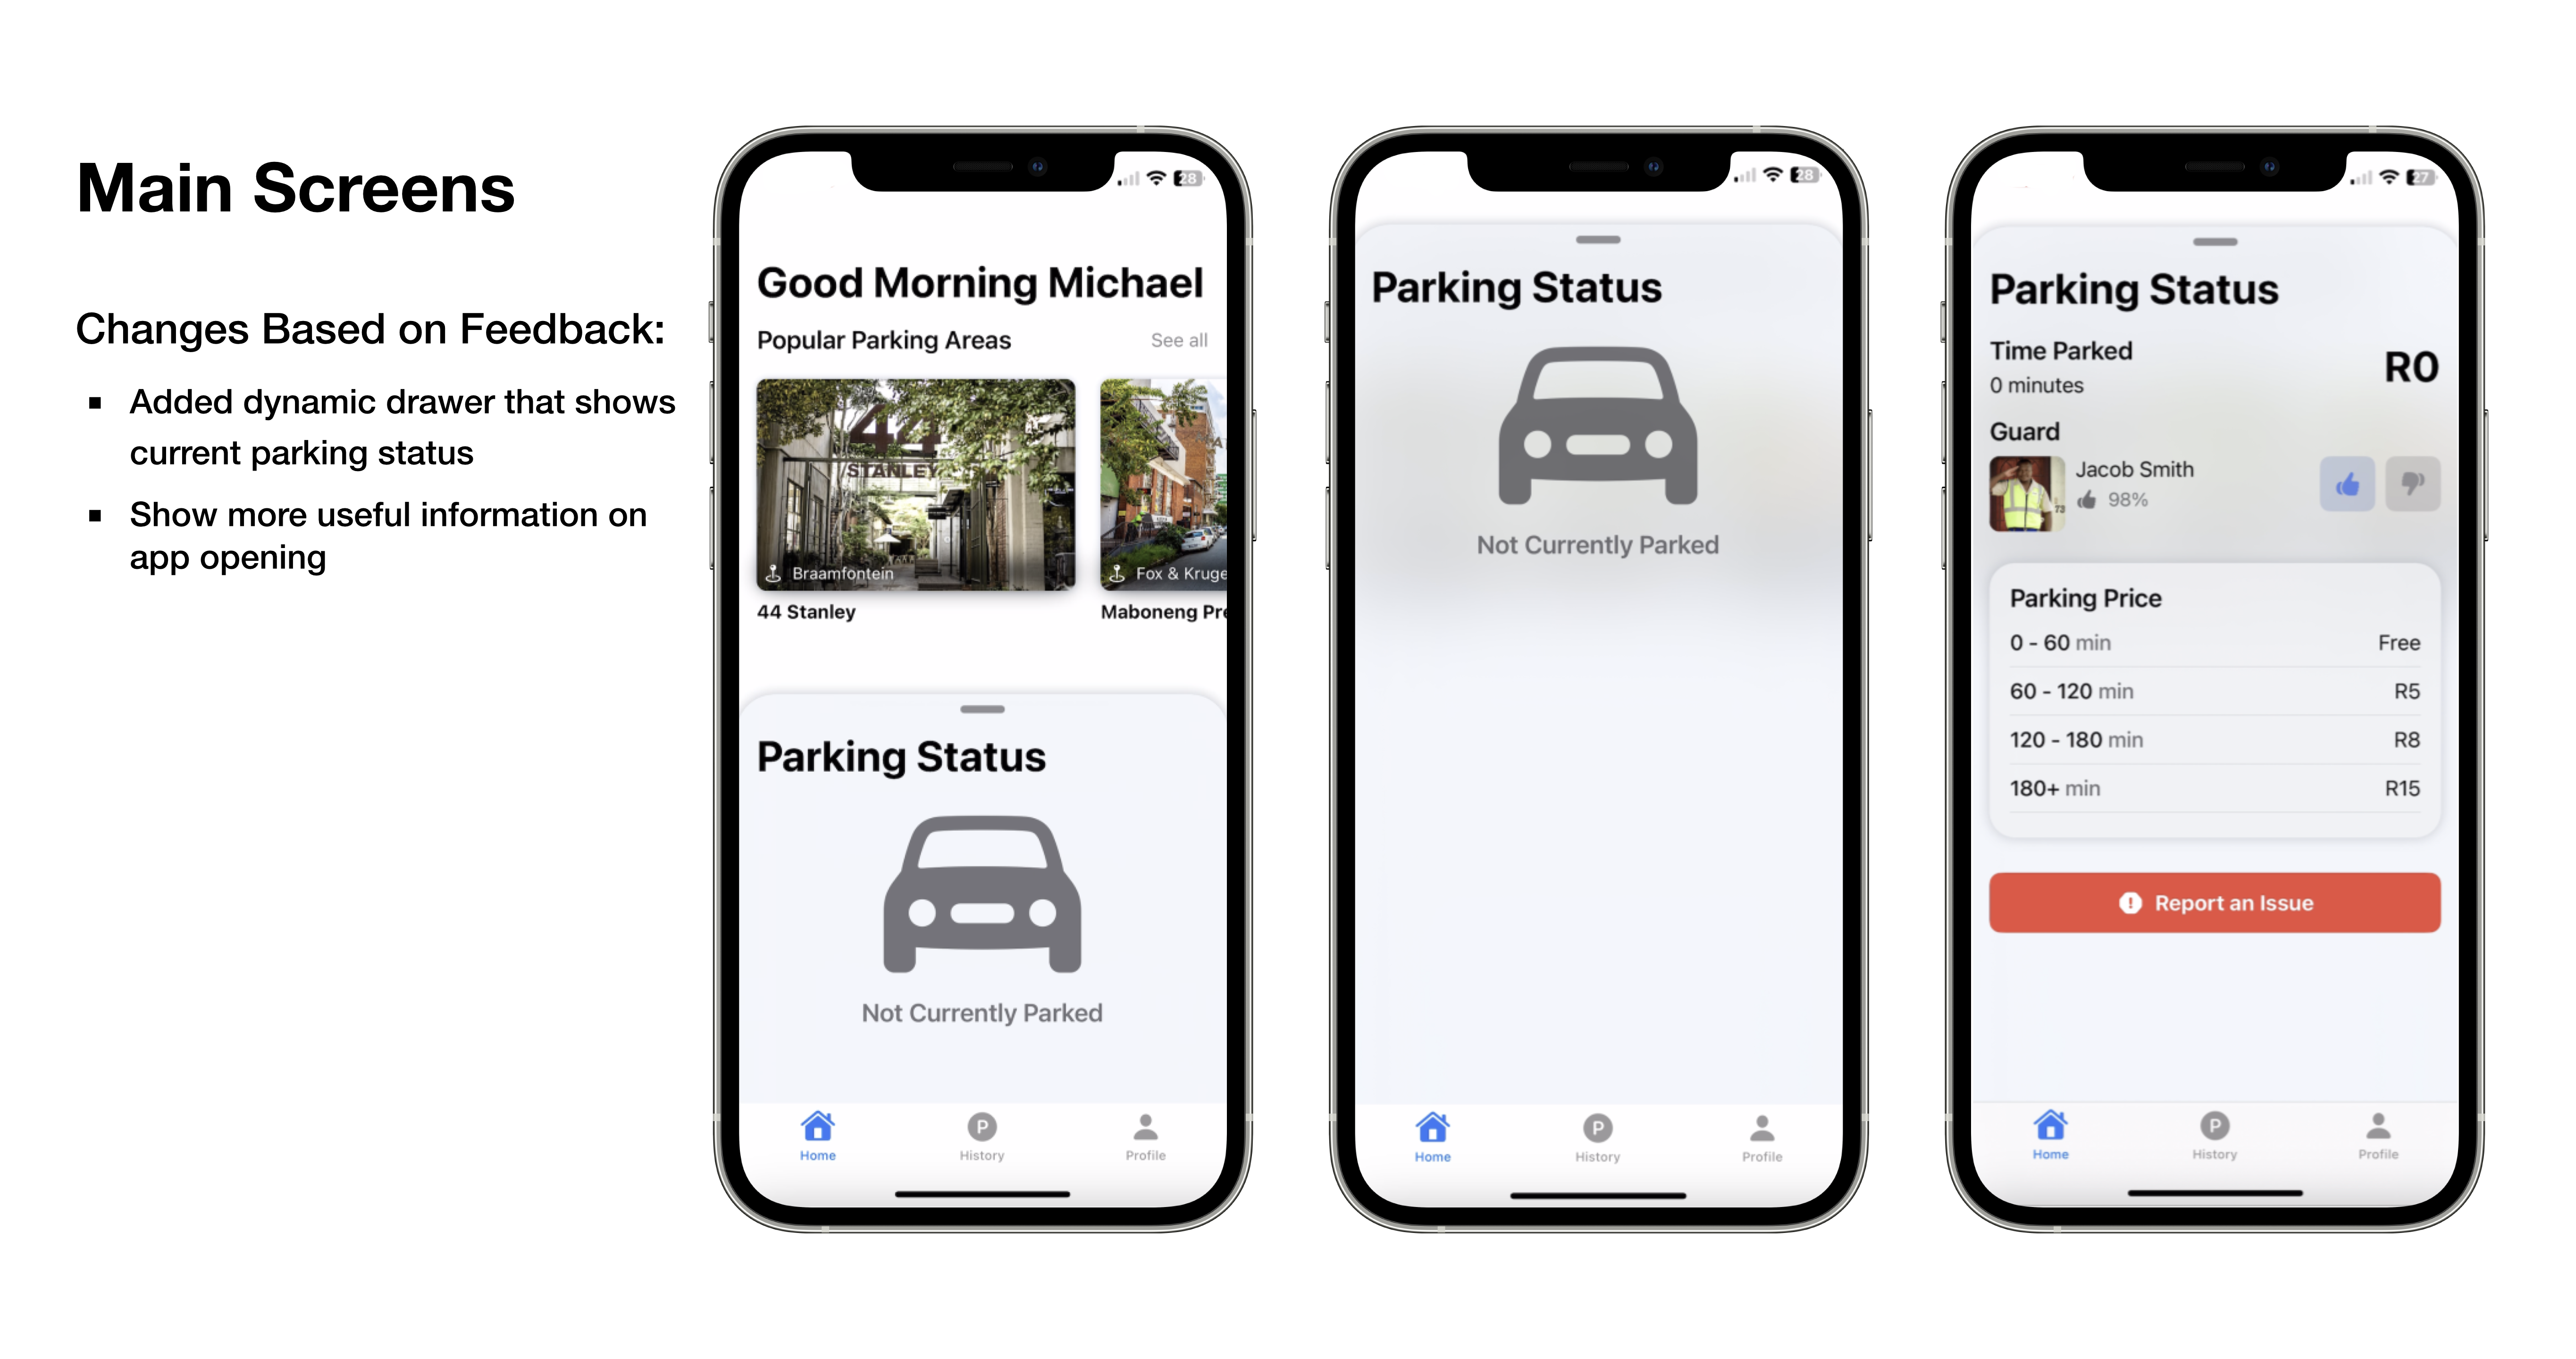 Main Screens
Changes Based on Feedback:
▪ Added dynamic drawer that shows
current parking status
▪ Show more useful information on
app opening
28
Good Morning Michael
Popular Parking Areas See all
44
STANLEY
Braamfontein
Fox & Kruge
44 Stanley
Maboneng Pre
Parking Status
Not Currently Parked
Home
P
History
Profile
28
Parking Status
Not Currently Parked
Home
P
History
Profile
27
Parking Status
Time Parked
0 minutes
R0
Guard
Jacob Smith
98%
73
Parking Price
0 - 60 min Free
60 - 120 min R5
120 - 180 min R8
180+ min R15
! Report an Issue
Home
P
History
Profile